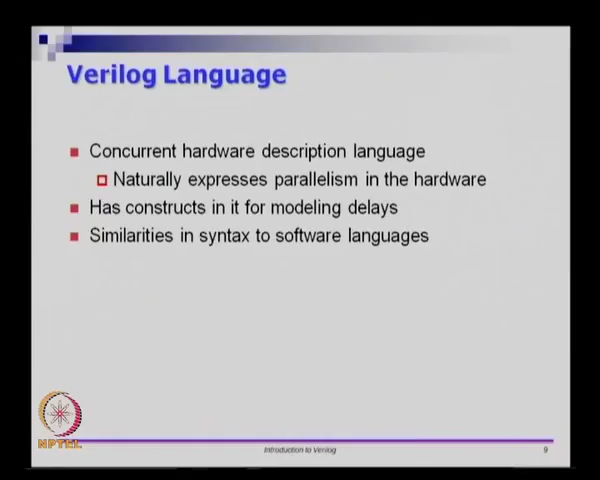 Verilog Language
Concurrent hardware description language
Naturally expresses parallelism in the hardware
Has constructs in it for modeling delays
Similarities in syntax to software languages
NPTEL
Introduction to Verilog
9